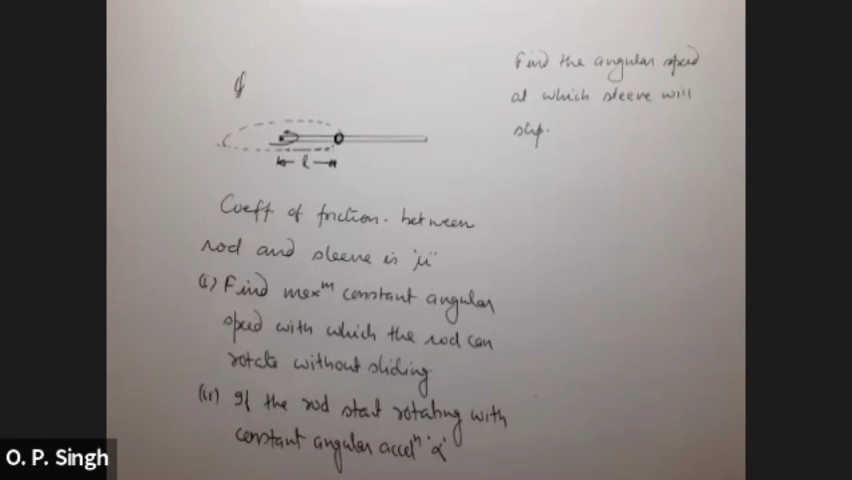 Find the angular speed
at which sleeve will
slip.
l
Coeff of friction. between
rod and sleeve is 'μ'
(i) Find maxᵐ constant angular
speed with which the rod can
rotate without sliding
(ii) If the rod start rotating with
constant angular accelⁿ 'α'
O. P. Singh